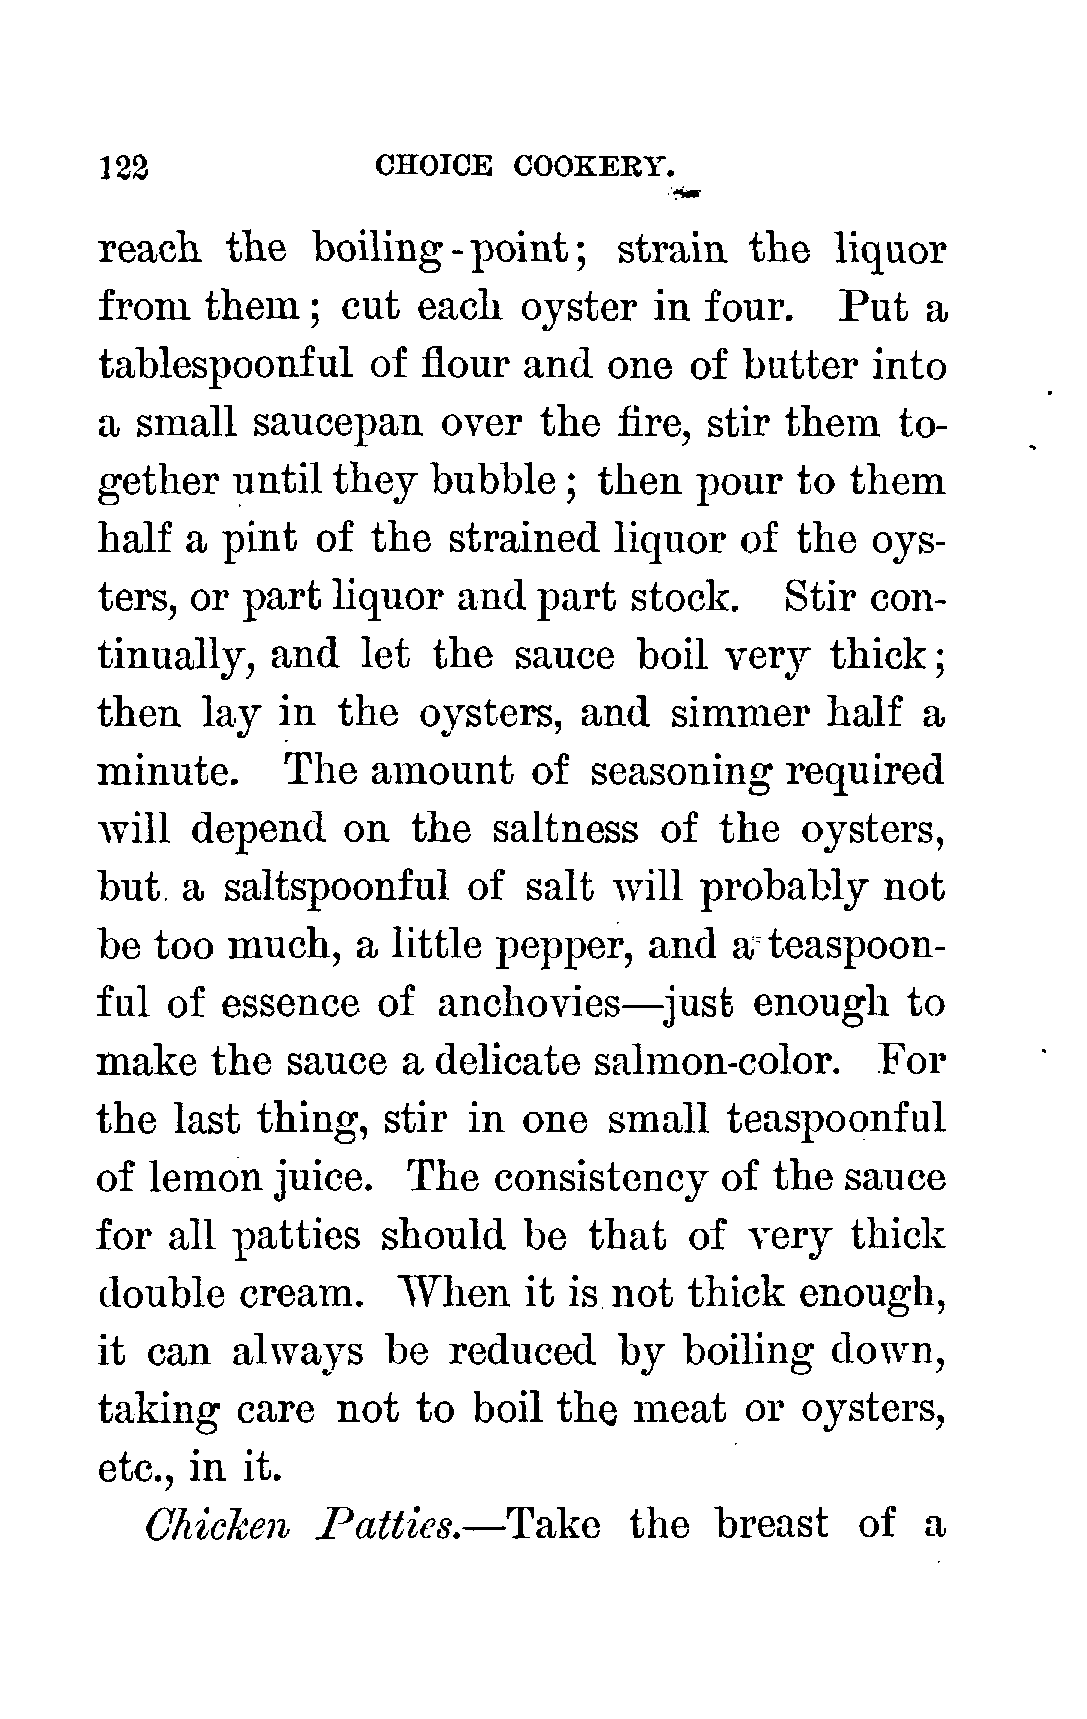 122 CHOICE COOKERY.
reach the boiling-point; strain the liquor
from them; cut each oyster in four. Put a
tablespoonful of flour and one of butter into
a small saucepan over the fire, stir them to-
gether until they bubble; then pour to them
half a pint of the strained liquor of the oys-
ters, or part liquor and part stock. Stir con-
tinually, and let the sauce boil very thick;
then lay in the oysters, and simmer half a
minute. The amount of seasoning required
will depend on the saltness of the oysters,
but a saltspoonful of salt will probably not
be too much, a little pepper, and a teaspoon-
ful of essence of anchovies—just enough to
make the sauce a delicate salmon-color. For
the last thing, stir in one small teaspoonful
of lemon juice. The consistency of the sauce
for all patties should be that of very thick
double cream. When it is not thick enough,
it can always be reduced by boiling down,
taking care not to boil the meat or oysters,
etc., in it.
Chicken Patties.—Take the breast of a